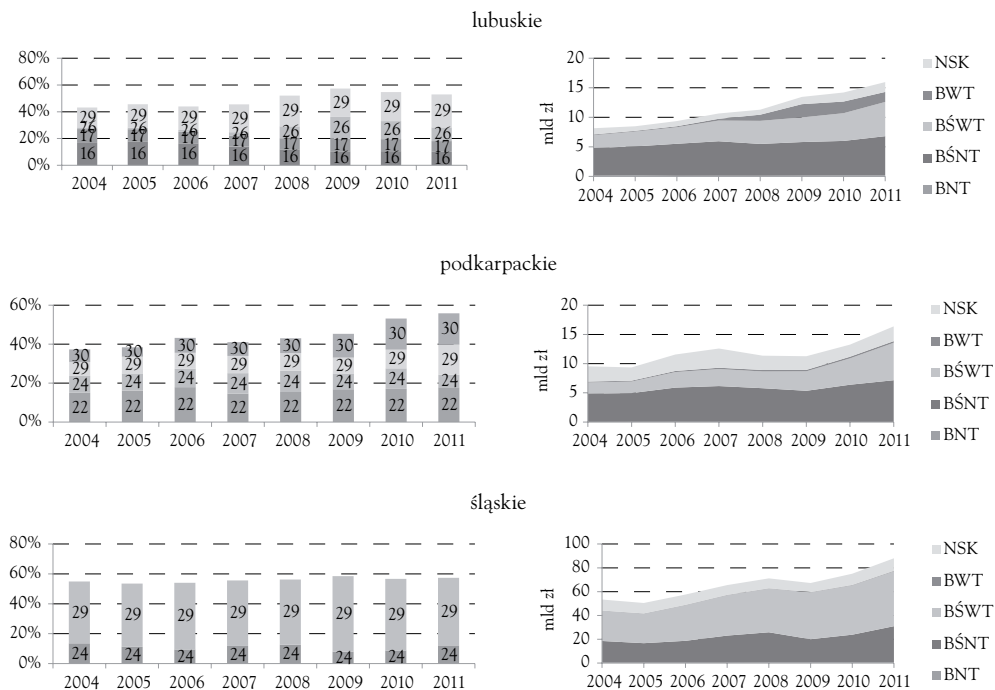 lubuskie
80%
60%
40%
20%
0%
29 29 29 29 29 29 29 29
26 26 26 26 26 26 26 26
17 17 17 17 17 17 17 17
16 16 16 16 16 16 16 16
2004 2005 2006 2007 2008 2009 2010 2011
mld zł
20
15
10
5
0
2004 2005 2006 2007 2008 2009 2010 2011
NSK
BWT
BŚWT
BŚNT
BNT
podkarpackie
60%
40%
20%
0%
30 30 30 30 30 30 30 30
29 29 29 29 29 29 29 29
24 24 24 24 24 24 24 24
22 22 22 22 22 22 22 22
2004 2005 2006 2007 2008 2009 2010 2011
mld zł
20
15
10
5
0
2004 2005 2006 2007 2008 2009 2010 2011
NSK
BWT
BŚWT
BŚNT
BNT
śląskie
80%
60%
40%
20%
0%
29 29 29 29 29 29 29 29
24 24 24 24 24 24 24 24
2004 2005 2006 2007 2008 2009 2010 2011
mld zł
100
80
60
40
20
0
2004 2005 2006 2007 2008 2009 2010 2011
NSK
BWT
BŚWT
BŚNT
BNT